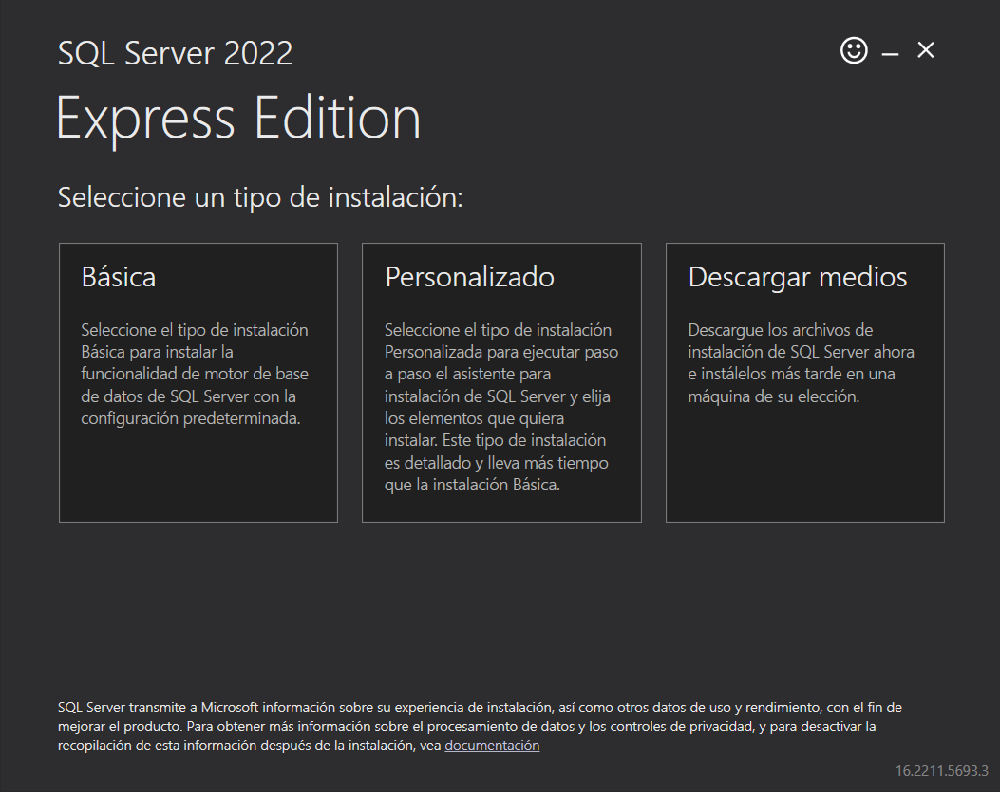 SQL Server 2022
Express Edition
Seleccione un tipo de instalación:
Básica
Seleccione el tipo de instalación
Básica para instalar la
funcionalidad de motor de base
de datos de SQL Server con la
configuración predeterminada.
Personalizado
Seleccione el tipo de instalación
Personalizada para ejecutar paso
a paso el asistente para
instalación de SQL Server y elija
los elementos que quiera
instalar. Este tipo de instalación
es detallado y lleva más tiempo
que la instalación Básica.
Descargar medios
Descargue los archivos de
instalación de SQL Server ahora
e instálelos más tarde en una
máquina de su elección.
SQL Server transmite a Microsoft información sobre su experiencia de instalación, así como otros datos de uso y rendimiento, con el fin de
mejorar el producto. Para obtener más información sobre el procesamiento de datos y los controles de privacidad, y para desactivar la
recopilación de esta información después de la instalación, vea documentación
16.2211.5693.3